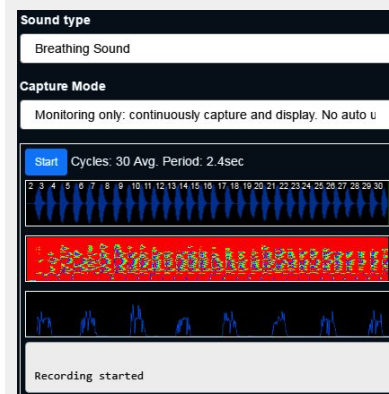 Sound type
Breathing Sound
Capture Mode
Monitoring only: continuously capture and display. No auto u
Start Cycles: 30 Avg. Period: 2.4sec
2 3 4 5 6 7 8 9 10 11 12 13 14 15 16 17 18 19 20 21 22 23 24 25 26 27 28 29 30
Recording started